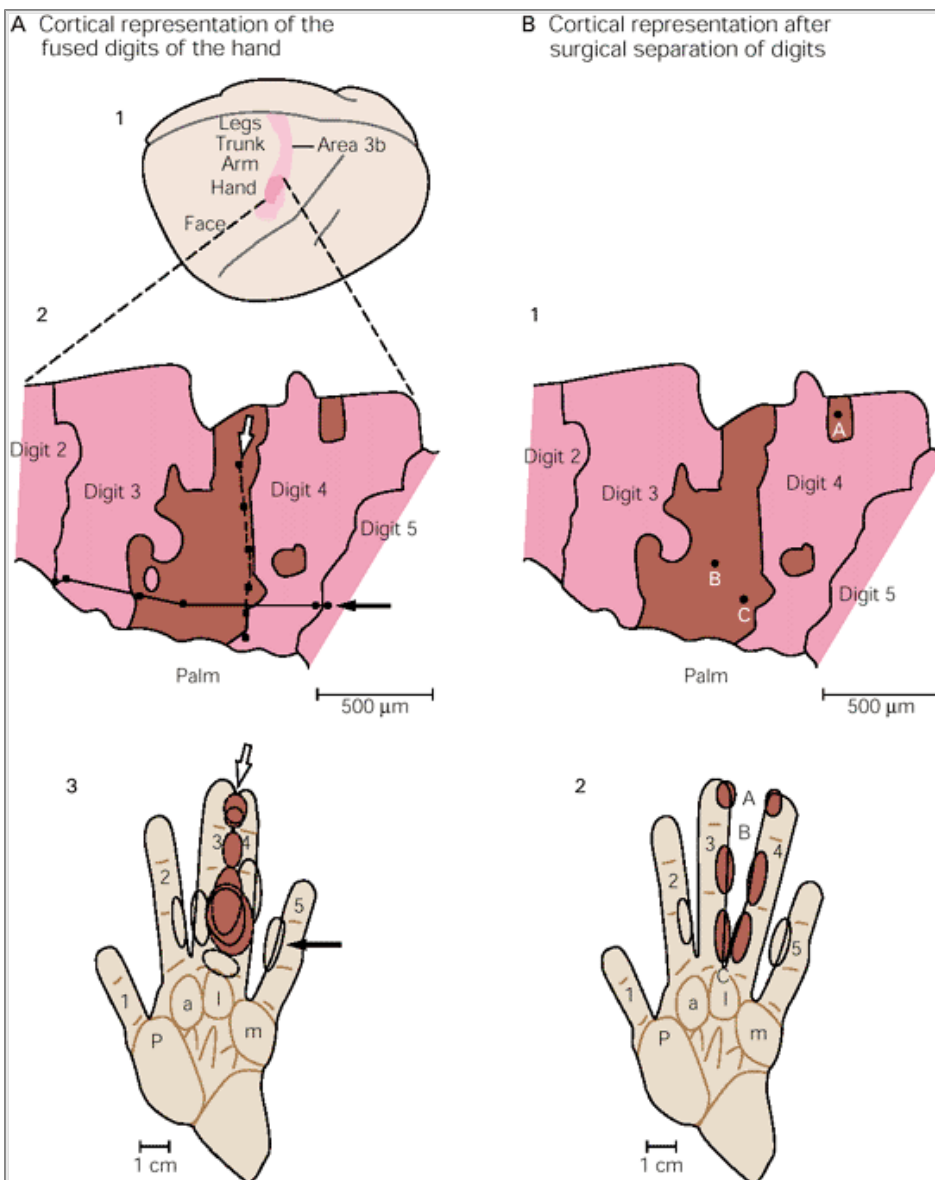 A Cortical representation of the
fused digits of the hand
B Cortical representation after
surgical separation of digits
1
Legs
Trunk
Area 3b
Arm
Hand
Face
2
Digit 2
Digit 3
Digit 4
Digit 5
Palm
500 μm
1
A
Digit 2
Digit 3
Digit 4
B
C
Digit 5
Palm
500 μm
3
3 4
2
5
1
a
l
P
m
1 cm
2
A
B
3
4
2
5
C
1
a
l
P
m
1 cm